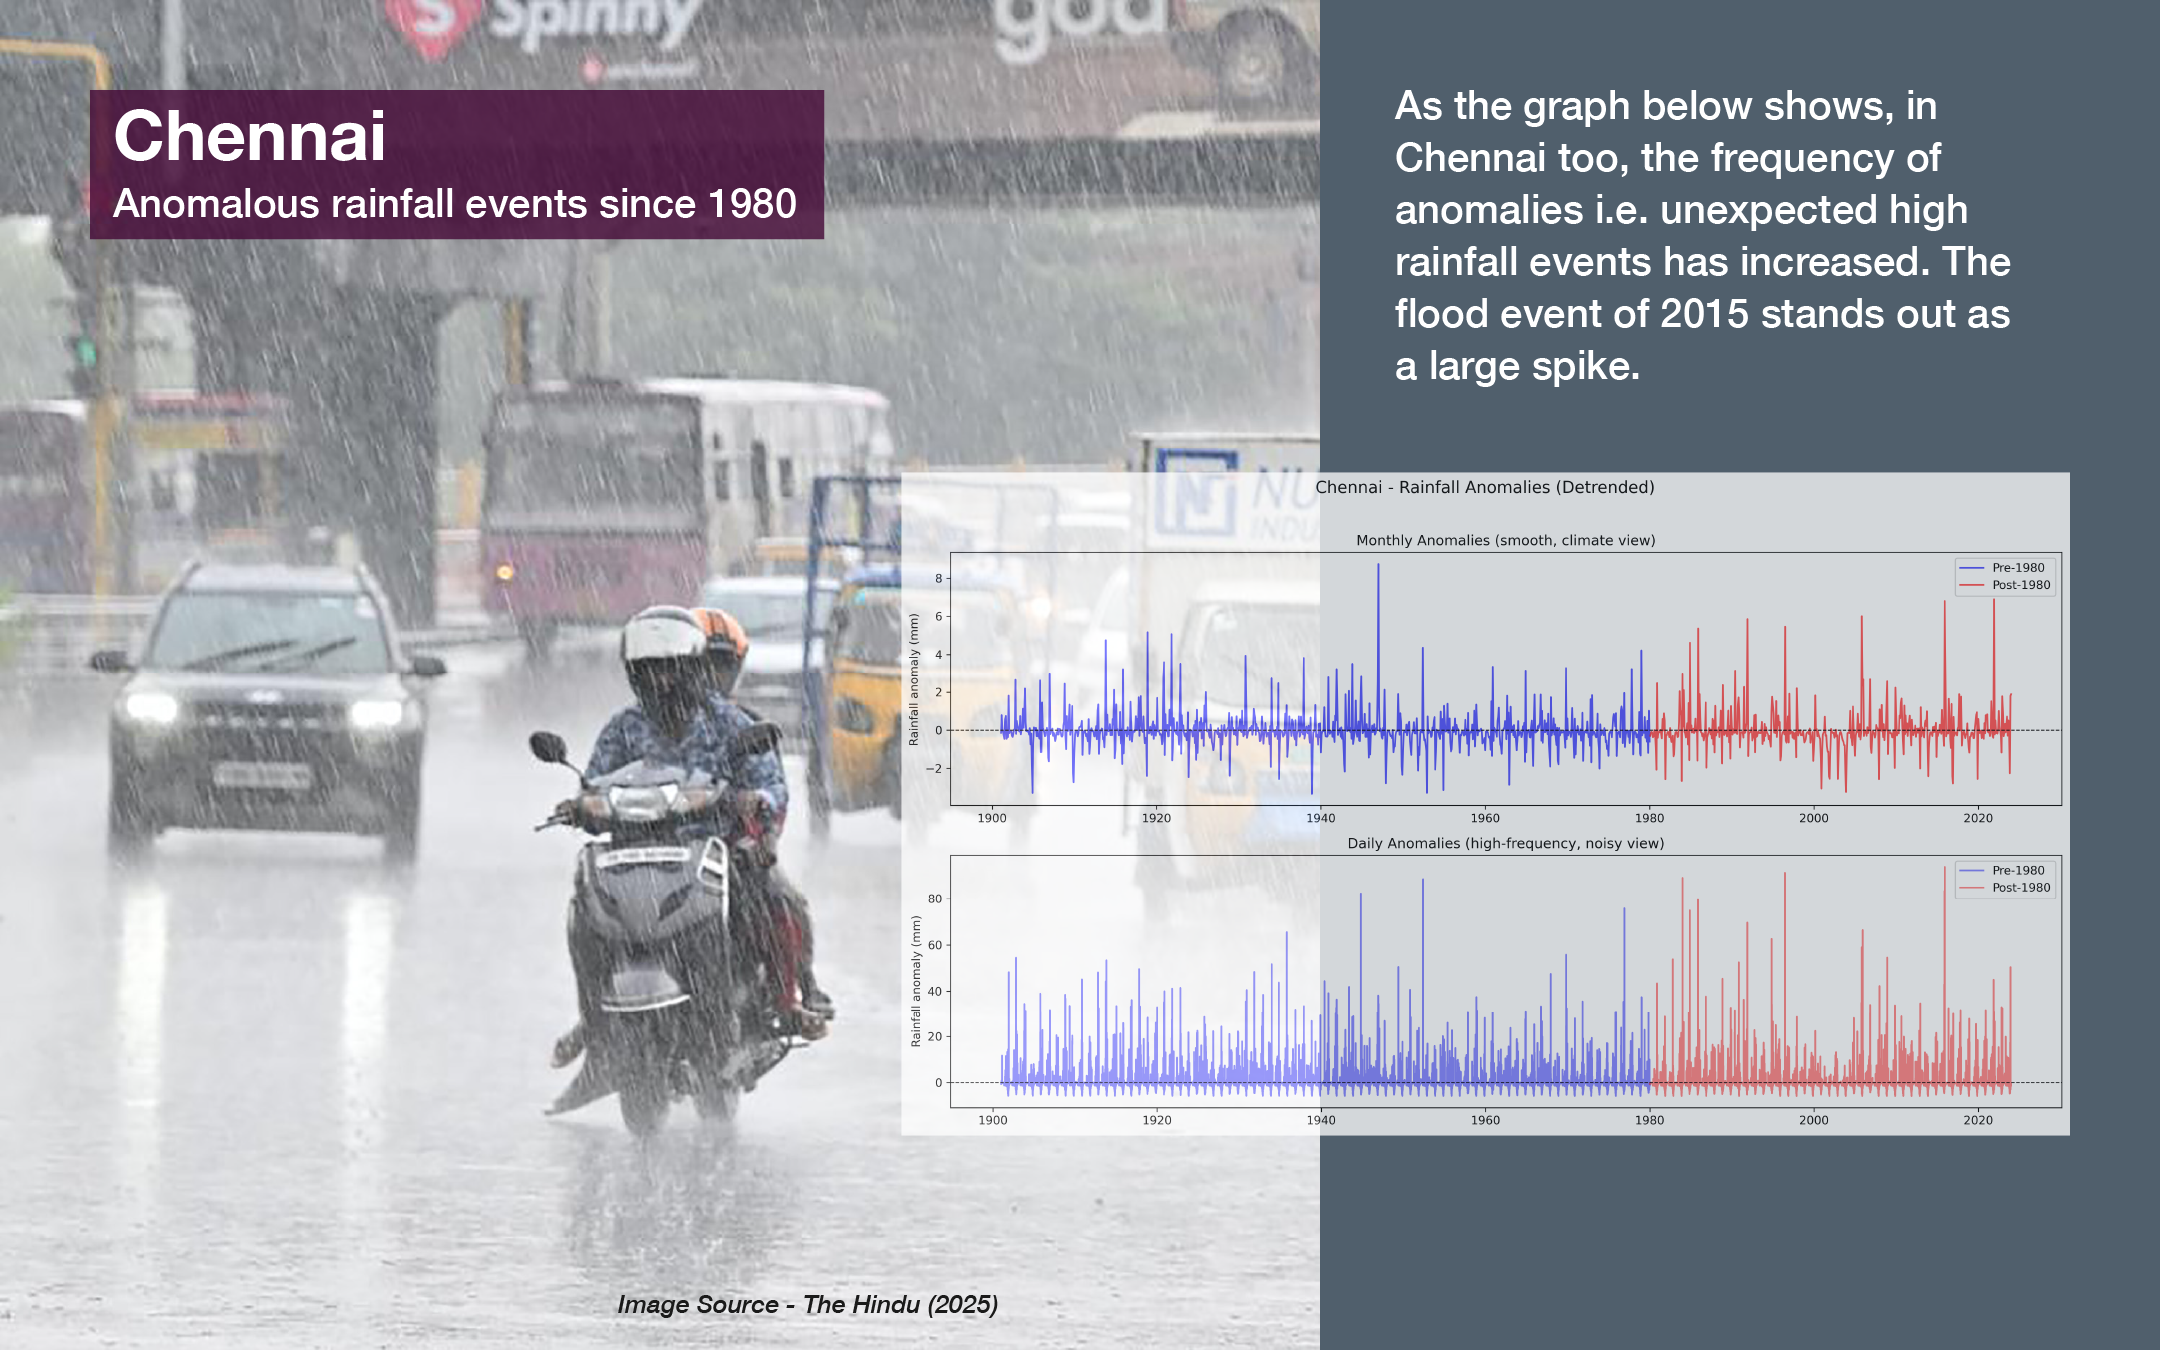 Spinny
god
Chennai
Anomalous rainfall events since 1980
As the graph below shows, in
Chennai too, the frequency of
anomalies i.e. unexpected high
rainfall events has increased. The
flood event of 2015 stands out as
a large spike.
NU
INDU
Chennai - Rainfall Anomalies (Detrended)
Monthly Anomalies (smooth, climate view)
Rainfall anomaly (mm)
8
6
4
2
0
−2
Pre-1980
Post-1980
1900 1920 1940 1960 1980 2000 2020
Daily Anomalies (high-frequency, noisy view)
Rainfall anomaly (mm)
80
60
40
20
0
Pre-1980
Post-1980
1900 1920 1940 1960 1980 2000 2020
Image Source - The Hindu (2025)